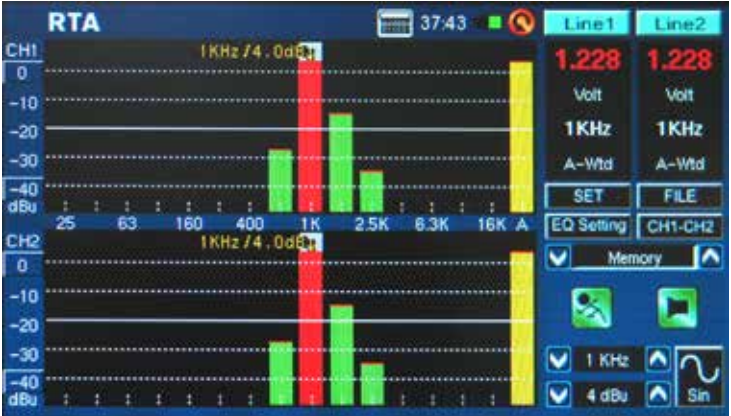 RTA 37:43 Line1 Line2
CH1 1KHz/4.0dBu
0
-10
-20
-30
-40
dBu
25 63 160 400 1K 2.5K 6.3K 16K A
CH2 1KHz/4.0dBu
0
-10
-20
-30
-40
dBu
1.228 1.228
Volt Volt
1KHz 1KHz
A-Wtd A-Wtd
SET FILE
EQ Setting CH1-CH2
Memory
1 KHz
4 dBu
Sin